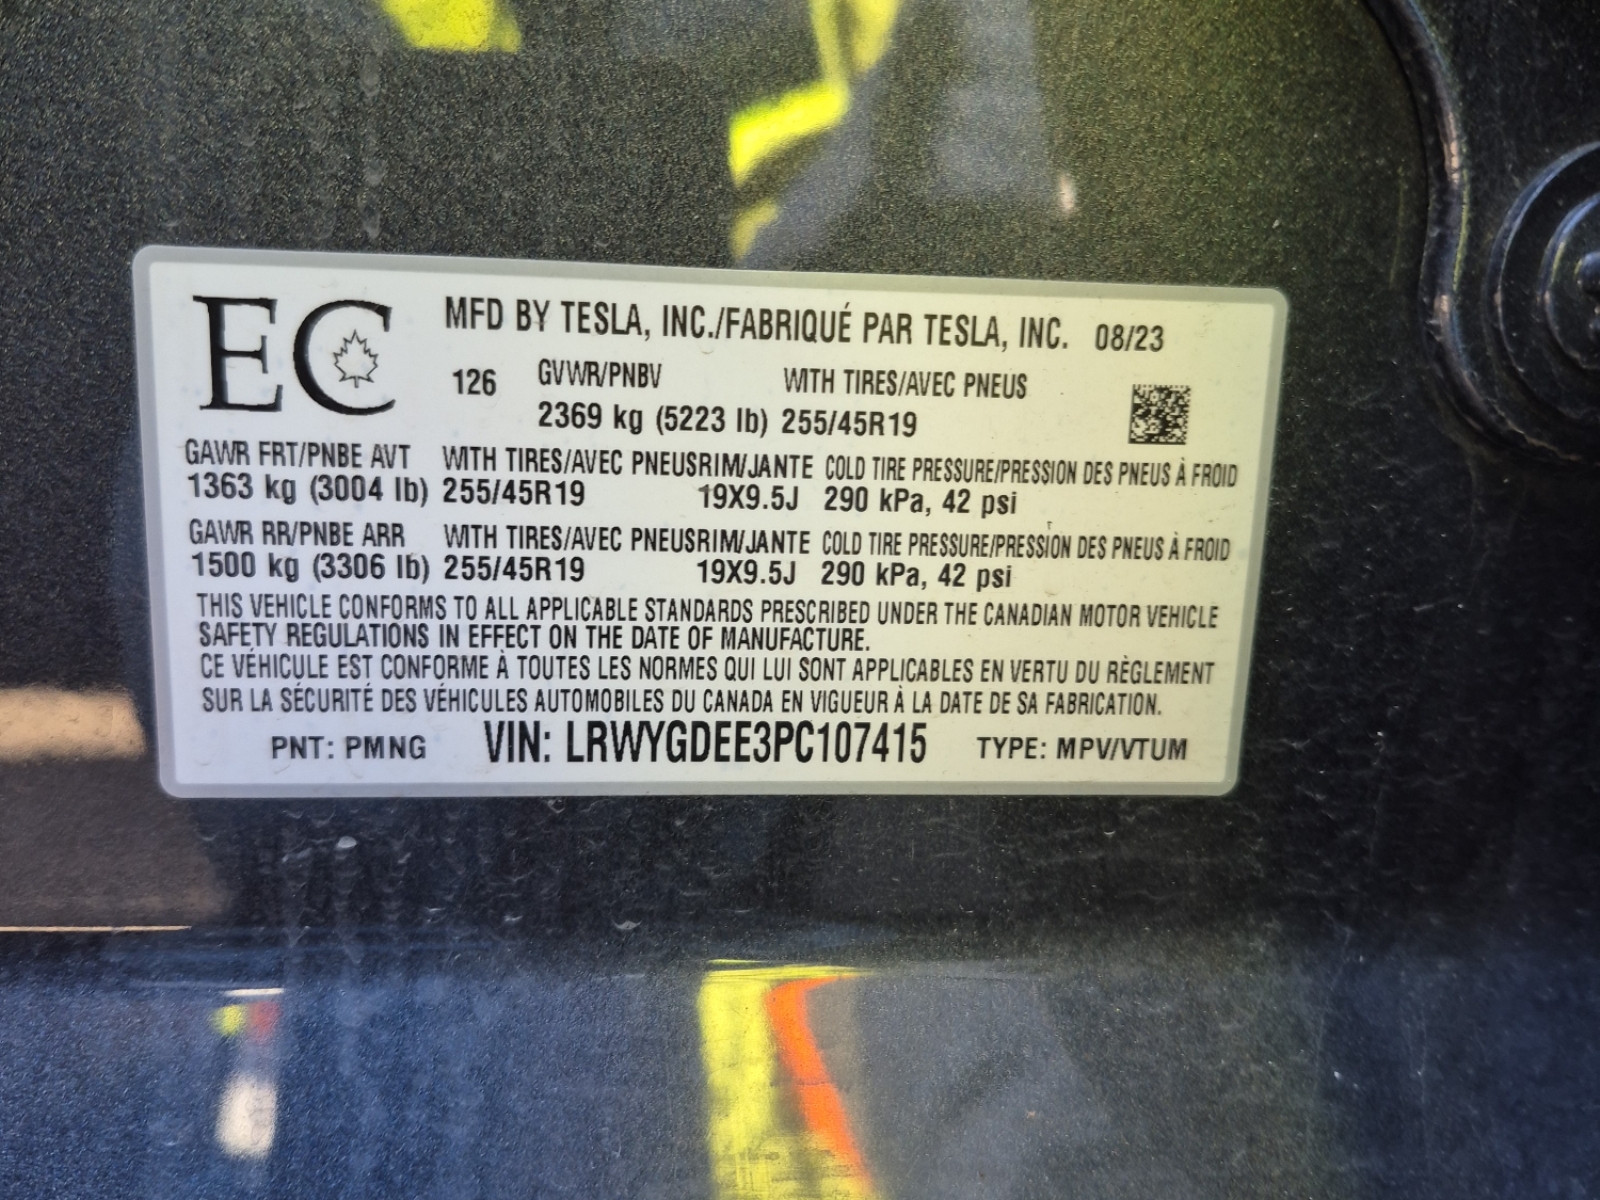 EC MFD BY TESLA, INC./FABRIQUÉ PAR TESLA, INC. 08/23
126 GVWR/PNBV WITH TIRES/AVEC PNEUS
2369 kg (5223 lb) 255/45R19
GAWR FRT/PNBE AVT WITH TIRES/AVEC PNEUSRIM/JANTE COLD TIRE PRESSURE/PRESSION DES PNEUS À FROID
1363 kg (3004 lb) 255/45R19 19X9.5J 290 kPa, 42 psi
GAWR RR/PNBE ARR WITH TIRES/AVEC PNEUSRIM/JANTE COLD TIRE PRESSURE/PRESSION DES PNEUS À FROID
1500 kg (3306 lb) 255/45R19 19X9.5J 290 kPa, 42 psi
THIS VEHICLE CONFORMS TO ALL APPLICABLE STANDARDS PRESCRIBED UNDER THE CANADIAN MOTOR VEHICLE
SAFETY REGULATIONS IN EFFECT ON THE DATE OF MANUFACTURE.
CE VÉHICULE EST CONFORME À TOUTES LES NORMES QUI LUI SONT APPLICABLES EN VERTU DU RÈGLEMENT
SUR LA SÉCURITÉ DES VÉHICULES AUTOMOBILES DU CANADA EN VIGUEUR À LA DATE DE SA FABRICATION.
PNT: PMNG VIN: LRWYGDEE3PC107415 TYPE: MPV/VTUM